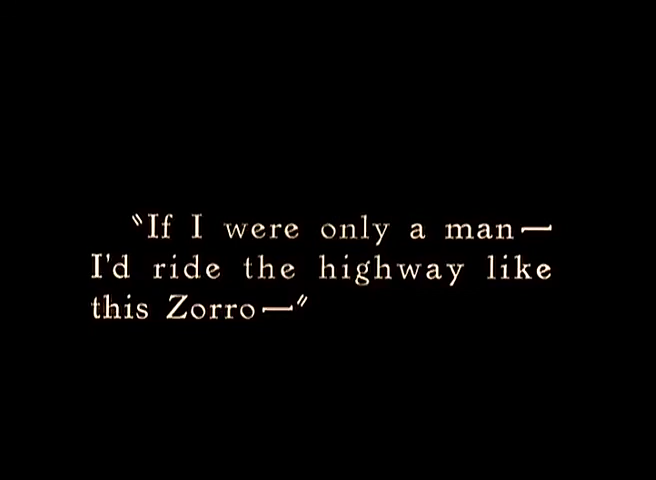 "If I were only a man—
I'd ride the highway like
this Zorro—"